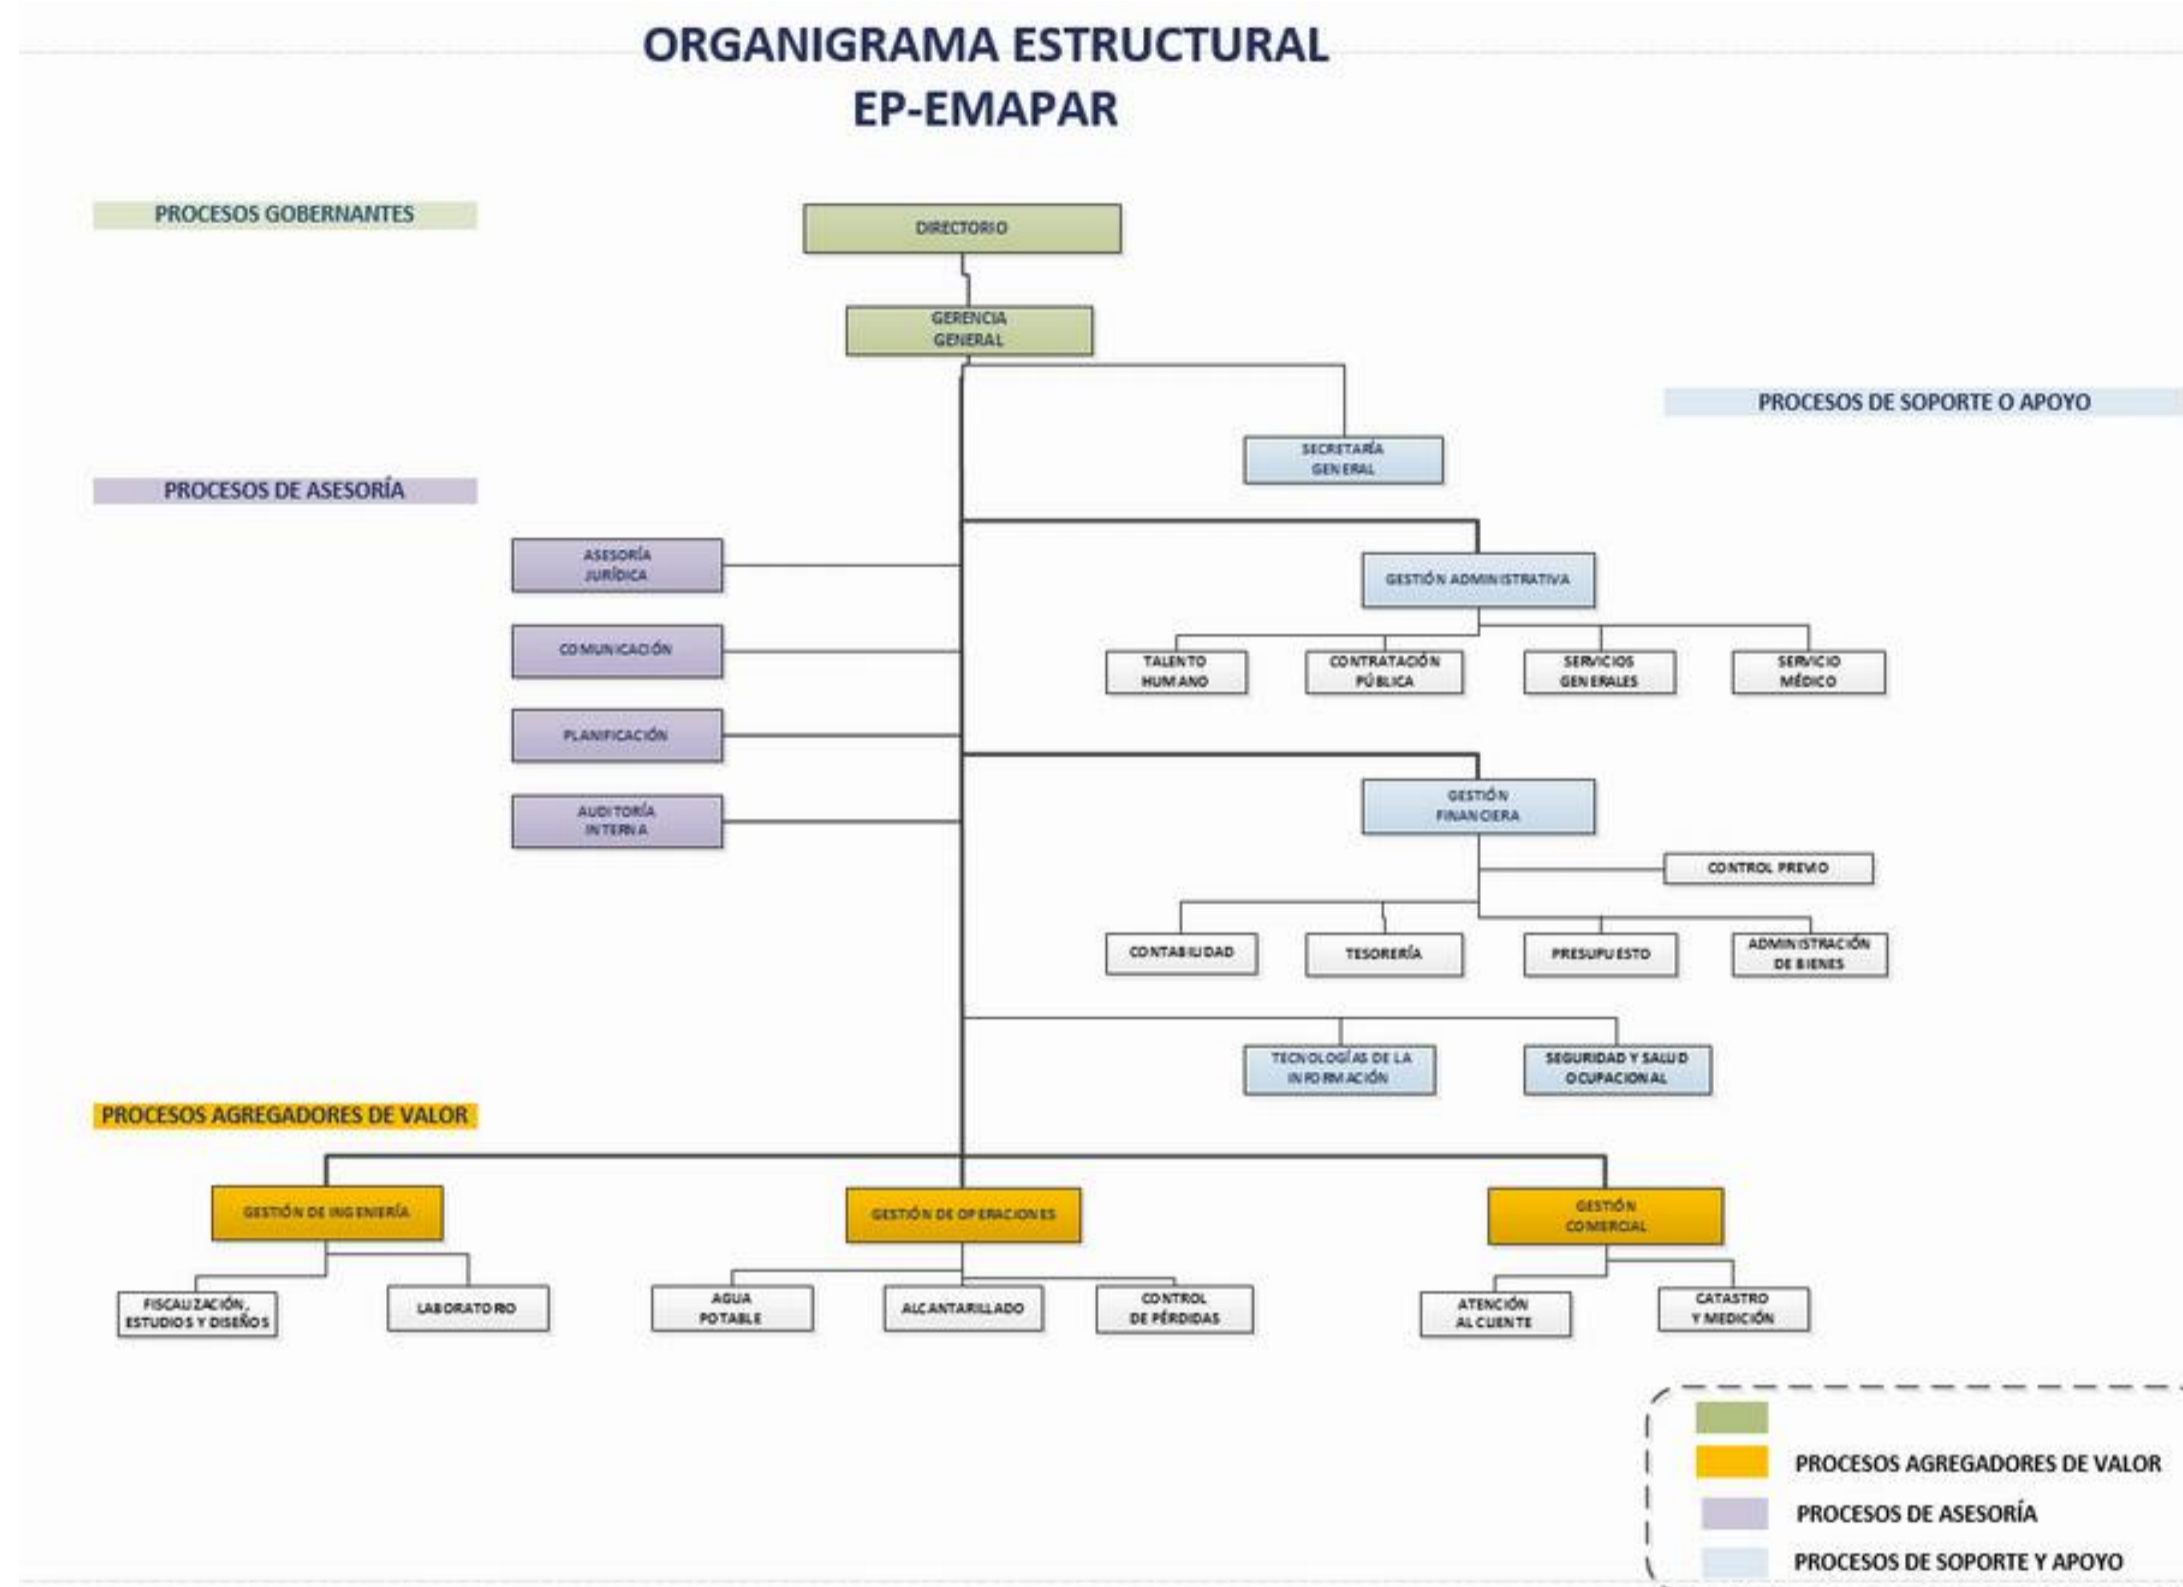 ORGANIGRAMA ESTRUCTURAL
EP-EMAPAR
PROCESOS GOBERNANTES
DIRECTORIO
GERENCIA
GENERAL
PROCESOS DE SOPORTE O APOYO
SECRETARÍA
GENERAL
PROCESOS DE ASESORÍA
ASESORÍA
JURÍDICA
COMUNICACIÓN
PLANIFICACIÓN
AUDITORÍA
INTERNA
GESTIÓN ADMINISTRATIVA
TALENTO
HUMANO
CONTRATACIÓN
PÚBLICA
SERVICIOS
GENERALES
SERVICIO
MÉDICO
GESTIÓN
FINANCIERA
CONTROL PREVIO
CONTABILIDAD
TESORERÍA
PRESUPUESTO
ADMINISTRACIÓN
DE BIENES
TECNOLOGÍAS DE LA
INFORMACIÓN
SEGURIDAD Y SALUD
OCUPACIONAL
PROCESOS AGREGADORES DE VALOR
GESTIÓN DE INGENIERÍA
GESTIÓN DE OPERACIONES
GESTIÓN
COMERCIAL
FISCALIZACIÓN,
ESTUDIOS Y DISEÑOS
LABORATORIO
AGUA
POTABLE
ALCANTARILLADO
CONTROL
DE PÉRDIDAS
ATENCIÓN
AL CLIENTE
CATASTRO
Y MEDICIÓN
PROCESOS AGREGADORES DE VALOR
PROCESOS DE ASESORÍA
PROCESOS DE SOPORTE Y APOYO